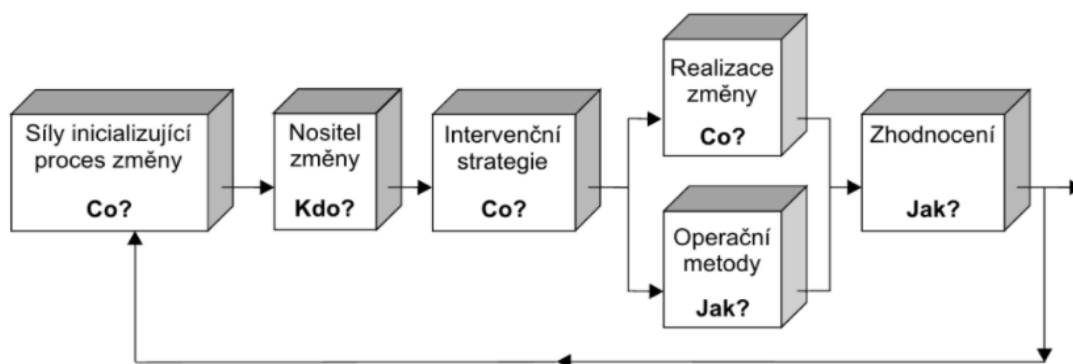 Síly inicializující
proces změny
Co?
Nositel
změny
Kdo?
Intervenční
strategie
Co?
Realizace
změny
Co?
Operační
metody
Jak?
Zhodnocení
Jak?